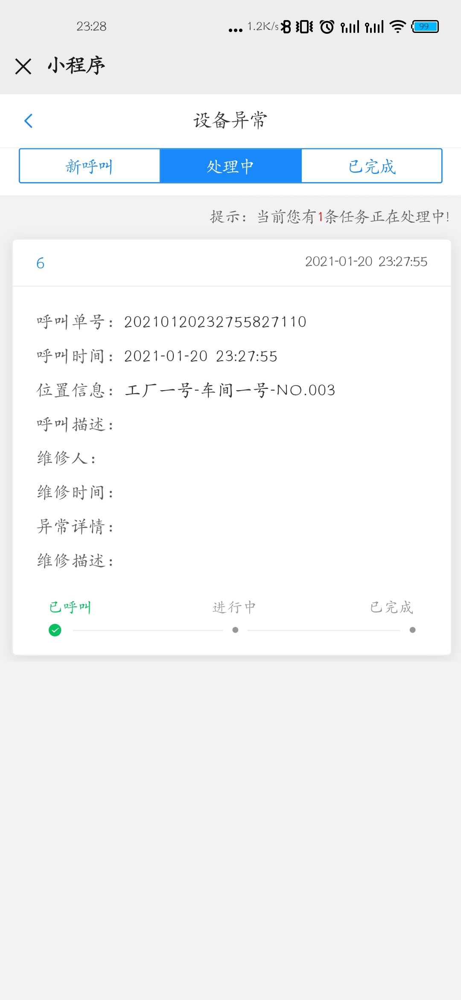 23:28
... 1.2K/s 99
小程序
设备异常
新呼叫 处理中 已完成
提示：当前您有1条任务正在处理中!
6 2021-01-20 23:27:55
呼叫单号：20210120232755827110
呼叫时间：2021-01-20 23:27:55
位置信息：工厂一号-车间一号-NO.003
呼叫描述：
维修人：
维修时间：
异常详情：
维修描述：
已呼叫 进行中 已完成